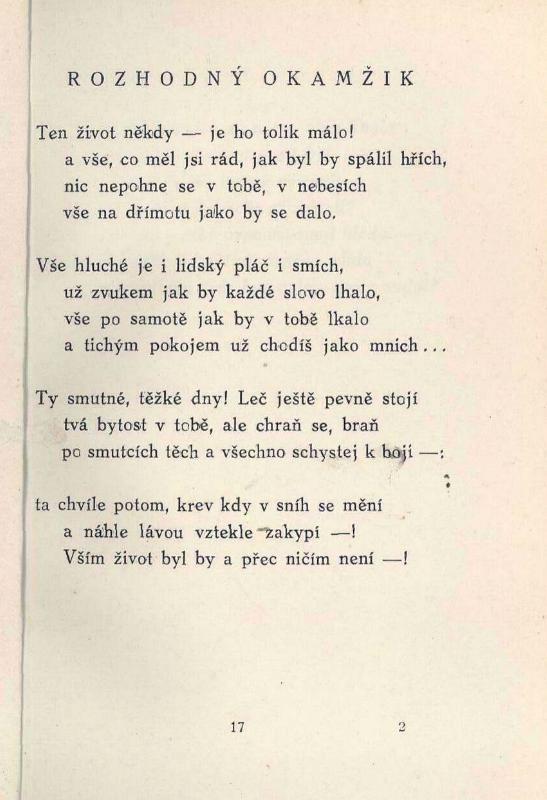 ROZHODNÝ OKAMŽIK
Ten život někdy — je ho tolik málo!
a vše, co měl jsi rád, jak byl by spálil hřích,
nic nepohne se v tobě, v nebesích
vše na dřímotu jako by se dalo.
Vše hluché je i lidský pláč i smích,
už zvukem jak by každé slovo lhalo,
vše po samotě jak by v tobě lkalo
a tichým pokojem už chodíš jako mnich...
Ty smutné, těžké dny! Leč ještě pevně stojí
tvá bytost v tobě, ale chraň se, braň
po smutcích těch a všechno schystej k boji —:
ta chvíle potom, krev kdy v sníh se mění
a náhle lávou vztekle zakypí —!
Vším život byl by a přec ničím není —!
17 2